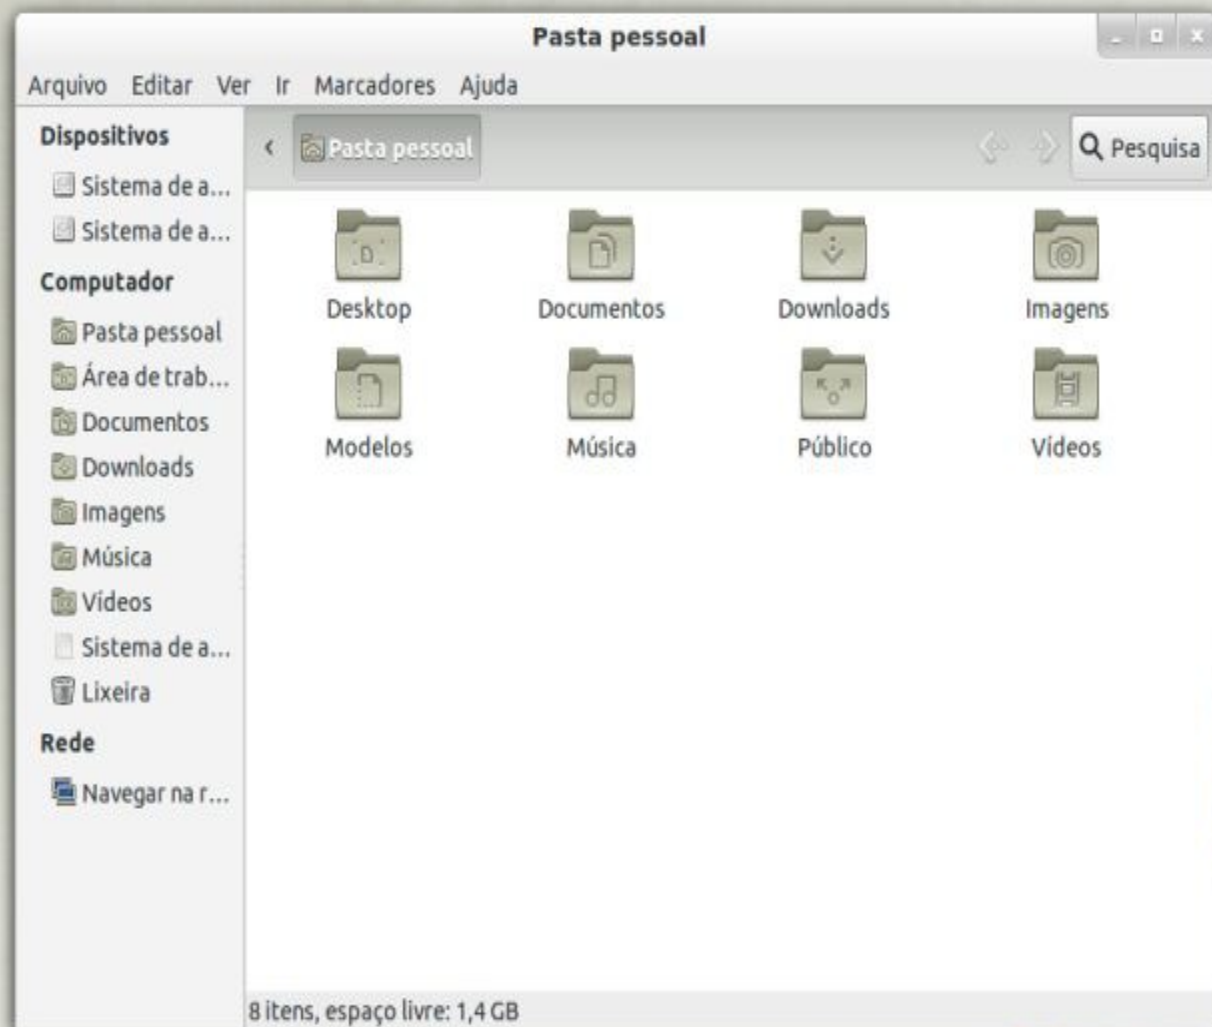 Pasta pessoal
Arquivo Editar Ver Ir Marcadores Ajuda
Dispositivos
Sistema de a...
Sistema de a...
Computador
Pasta pessoal
Área de trab...
Documentos
Downloads
Imagens
Música
Vídeos
Sistema de a...
Lixeira
Rede
Navegar na r...
Pasta pessoal
Pesquisa
Desktop Documentos Downloads Imagens
Modelos Música Público Vídeos
8 itens, espaço livre: 1,4 GB